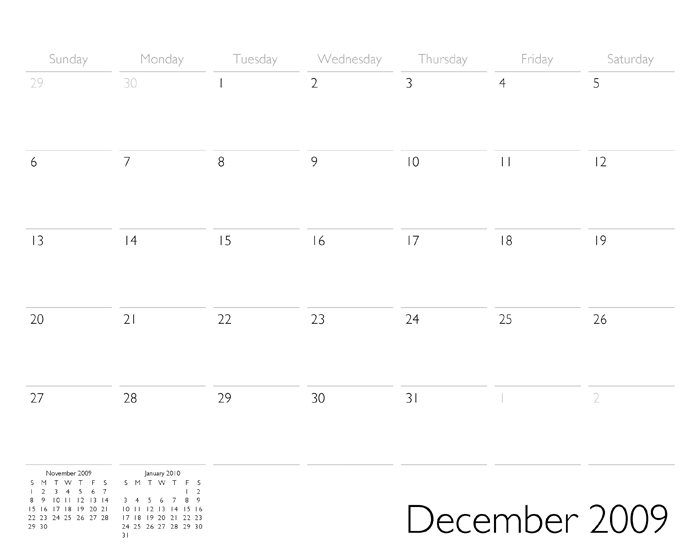 Sunday Monday Tuesday Wednesday Thursday Friday Saturday
29 30 1 2 3 4 5
6 7 8 9 10 11 12
13 14 15 16 17 18 19
20 21 22 23 24 25 26
27 28 29 30 31 1 2
November 2009
S M T W T F S
1 2 3 4 5 6 7
8 9 10 11 12 13 14
15 16 17 18 19 20 21
22 23 24 25 26 27 28
29 30
January 2010
S M T W T F S
1 2
3 4 5 6 7 8 9
10 11 12 13 14 15 16
17 18 19 20 21 22 23
24 25 26 27 28 29 30
31
December 2009